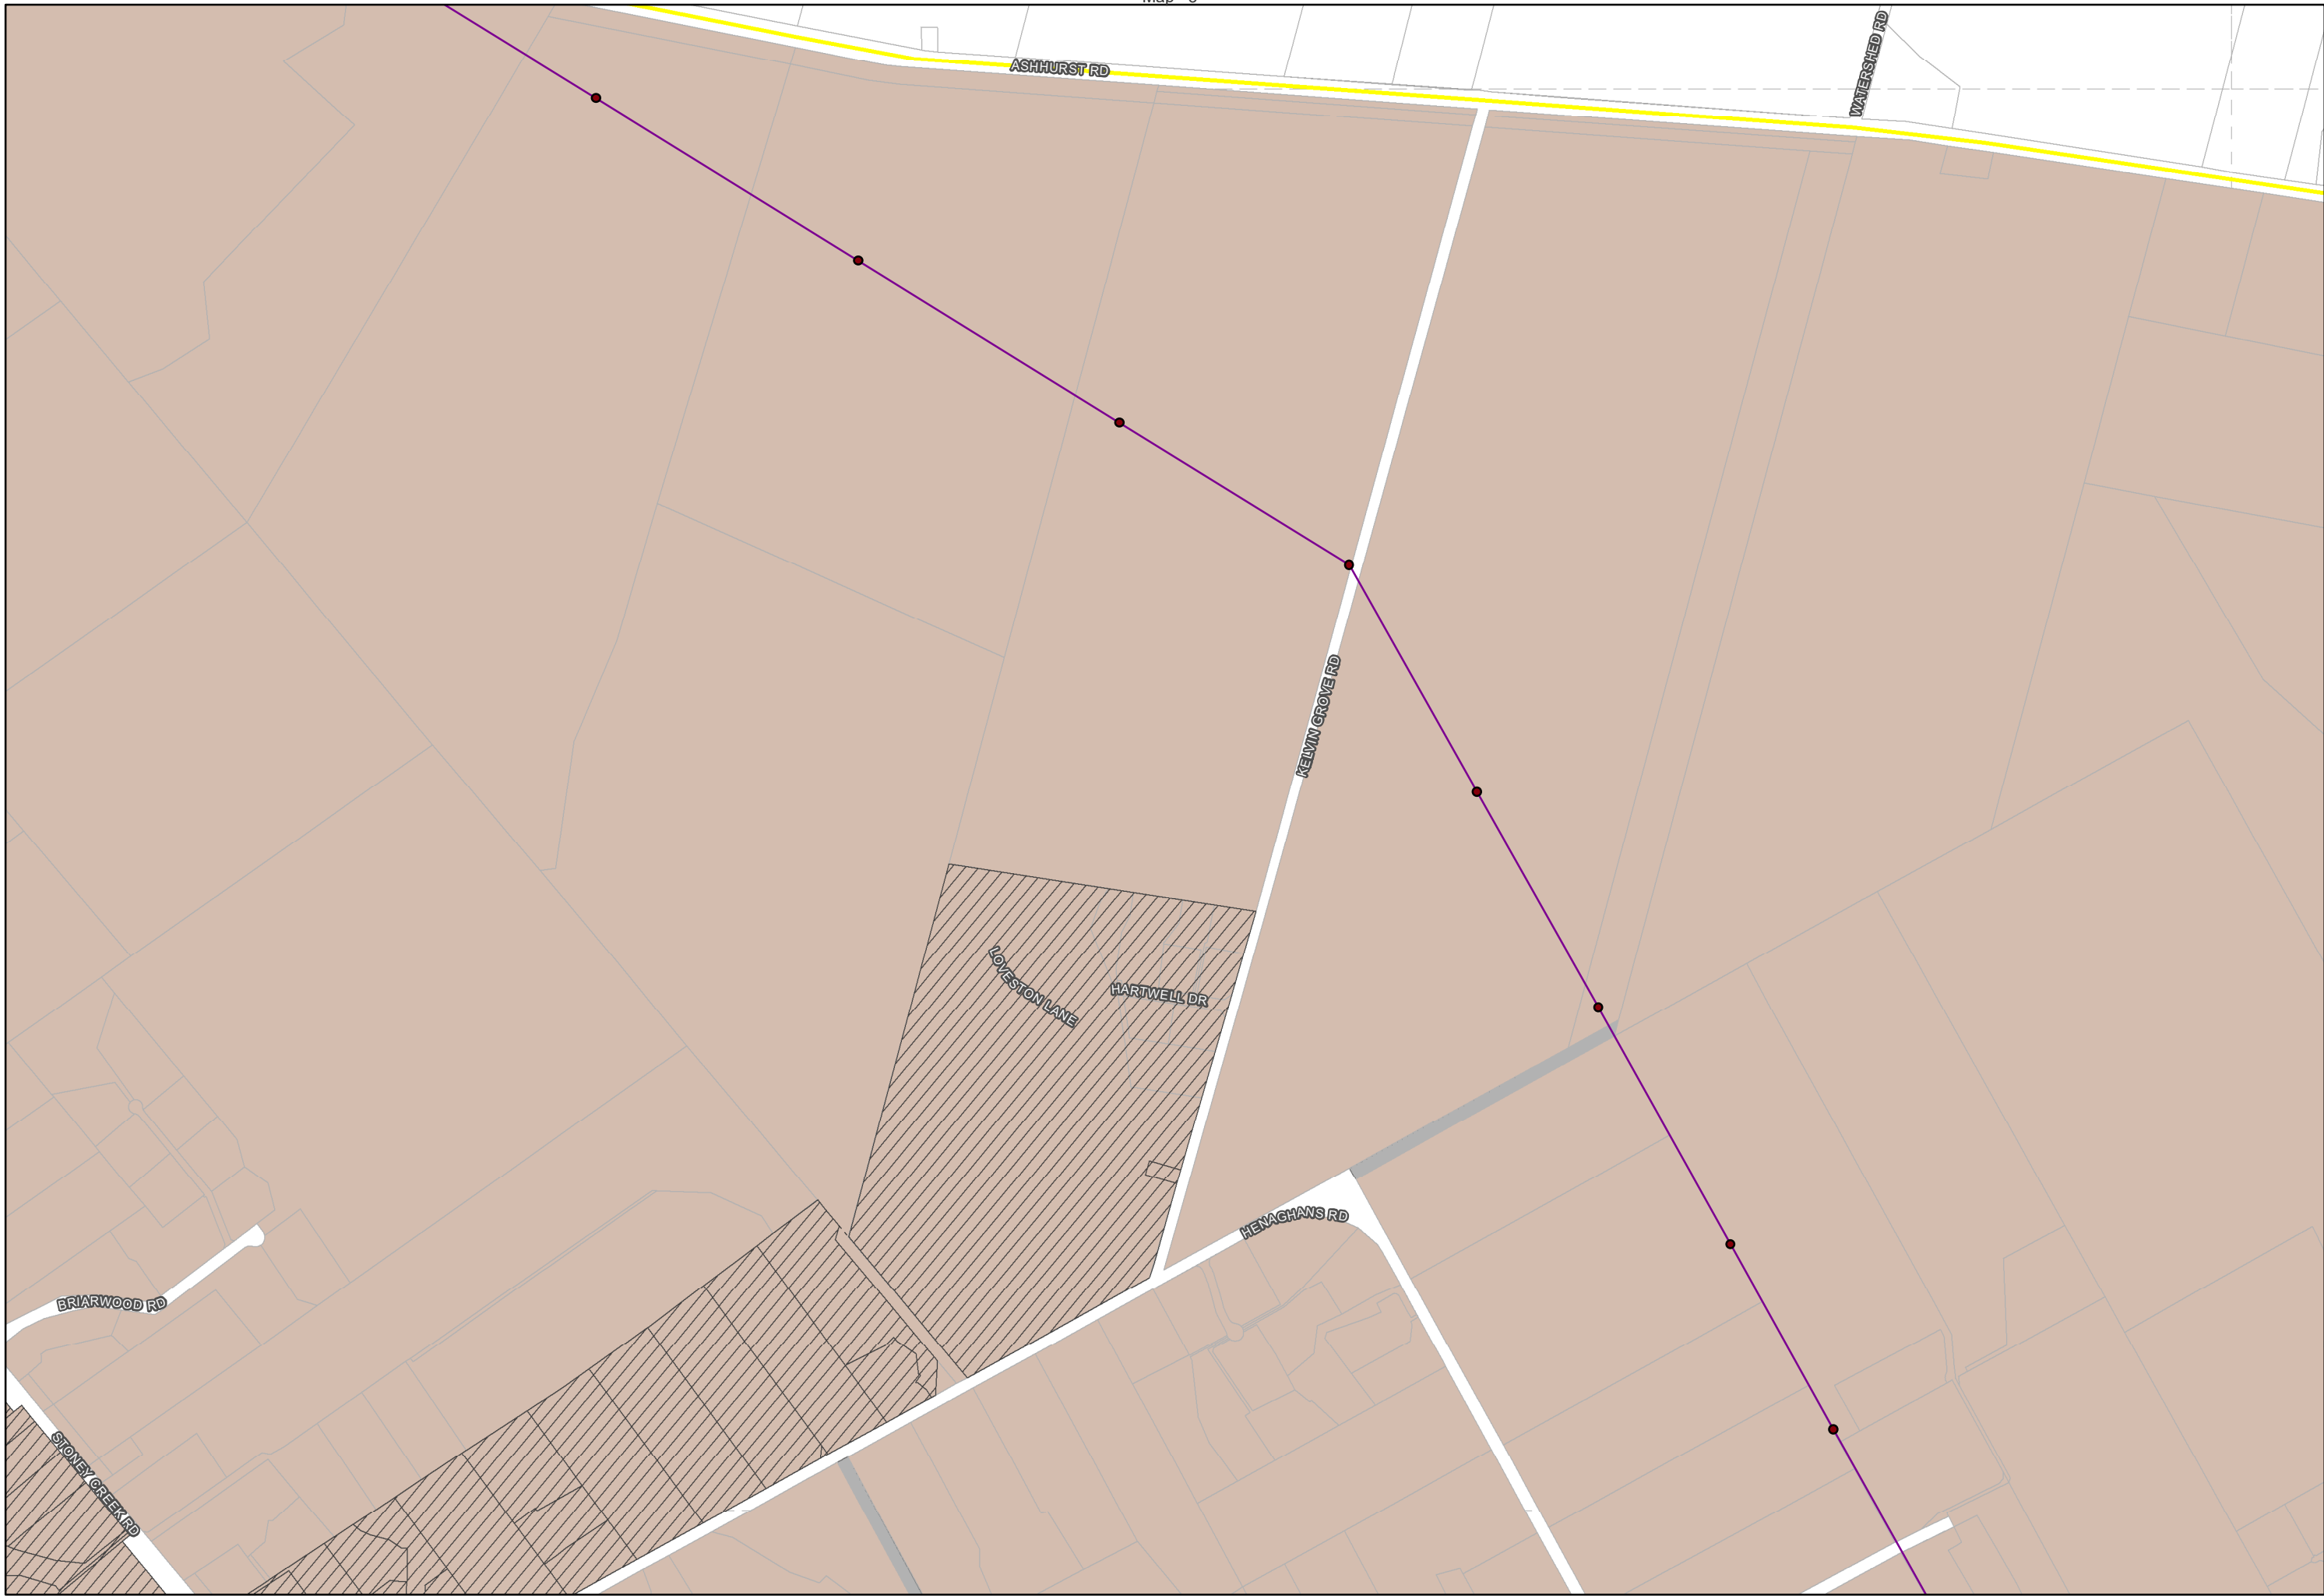 ASHHURST RD
WATERSHED RD
KELVIN GROVE RD
LOVESTON LANE
HARTWELL DR
HENAGHANS RD
BRIARWOOD RD
STONEY CREEK RD